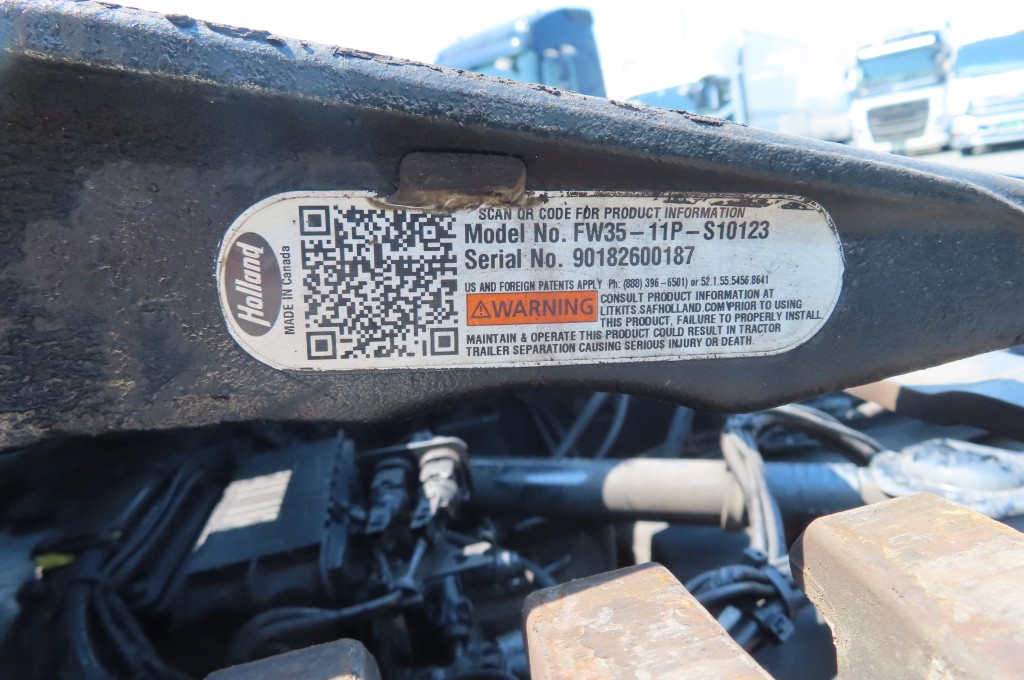 SCAN QR CODE FOR PRODUCT INFORMATION
Model No. FW35-11P-S10123
Serial No. 90182600187
US AND FOREIGN PATENTS APPLY Ph: (888) 396-6501) or 52.1.55.5456.8641
Holland
MADE IN Canada
WARNING
CONSULT PRODUCT INFORMATION AT
LITKITS.SAFHOLLAND.COM PRIOR TO USING
THIS PRODUCT, FAILURE TO PROPERLY INSTALL,
MAINTAIN & OPERATE THIS PRODUCT COULD RESULT IN TRACTOR
TRAILER SEPARATION CAUSING SERIOUS INJURY OR DEATH.